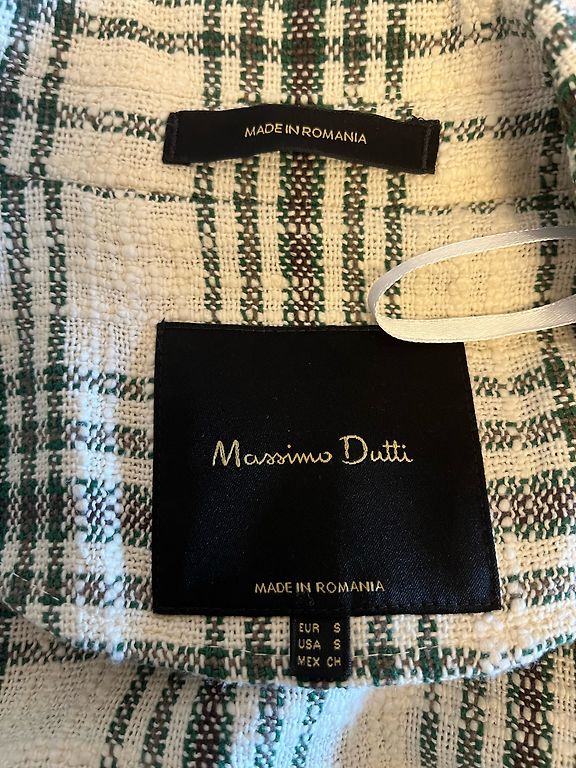 MADE IN ROMANIA
Massimo Dutti
MADE IN ROMANIA
EUR S
USA S
MEX CH